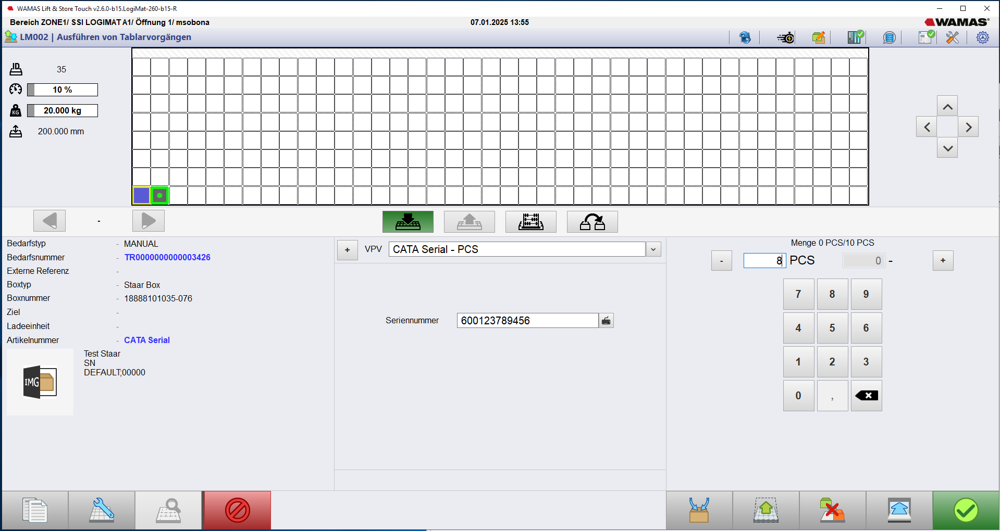 WAMAS Lift & Store Touch v2.6.0-b15.LogiMat-260-b15-R
Bereich ZONE1/ SSI LOGIMAT A1/ Öffnung 1/ msobona
07.01.2025 13:55
WAMAS®
LM002 | Ausführen von Tablarvorgängen
ID
35
10 %
KG
20.000 kg
200.000 mm
-
Bedarfstyp - MANUAL
Bedarfsnummer - TR0000000000003426
Externe Referenz -
Boxtyp - Staar Box
Boxnummer - 18888101035-076
Ziel -
Ladeeinheit -
Artikelnummer - CATA Serial
IMG
Test Staar
SN
DEFAULT;00000
+ VPV CATA Serial - PCS
Seriennummer 600123789456
Menge 0 PCS/10 PCS
- 8 PCS 0 - +
7 8 9
4 5 6
1 2 3
0 ,